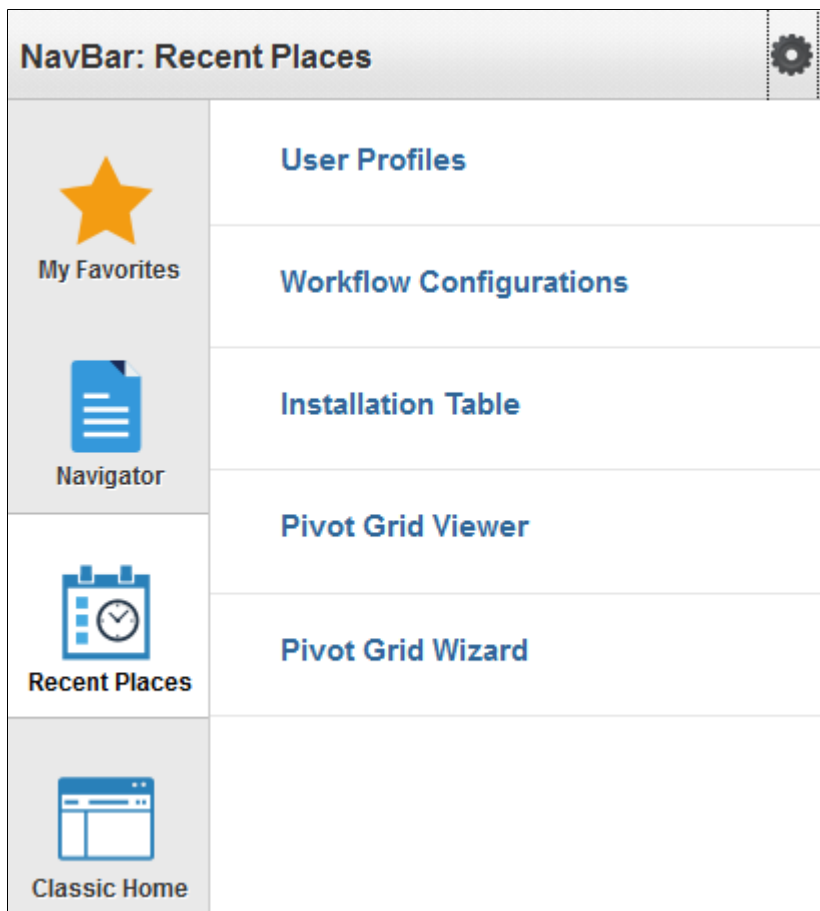 NavBar: Recent Places
My Favorites
Navigator
Recent Places
Classic Home
User Profiles
Workflow Configurations
Installation Table
Pivot Grid Viewer
Pivot Grid Wizard